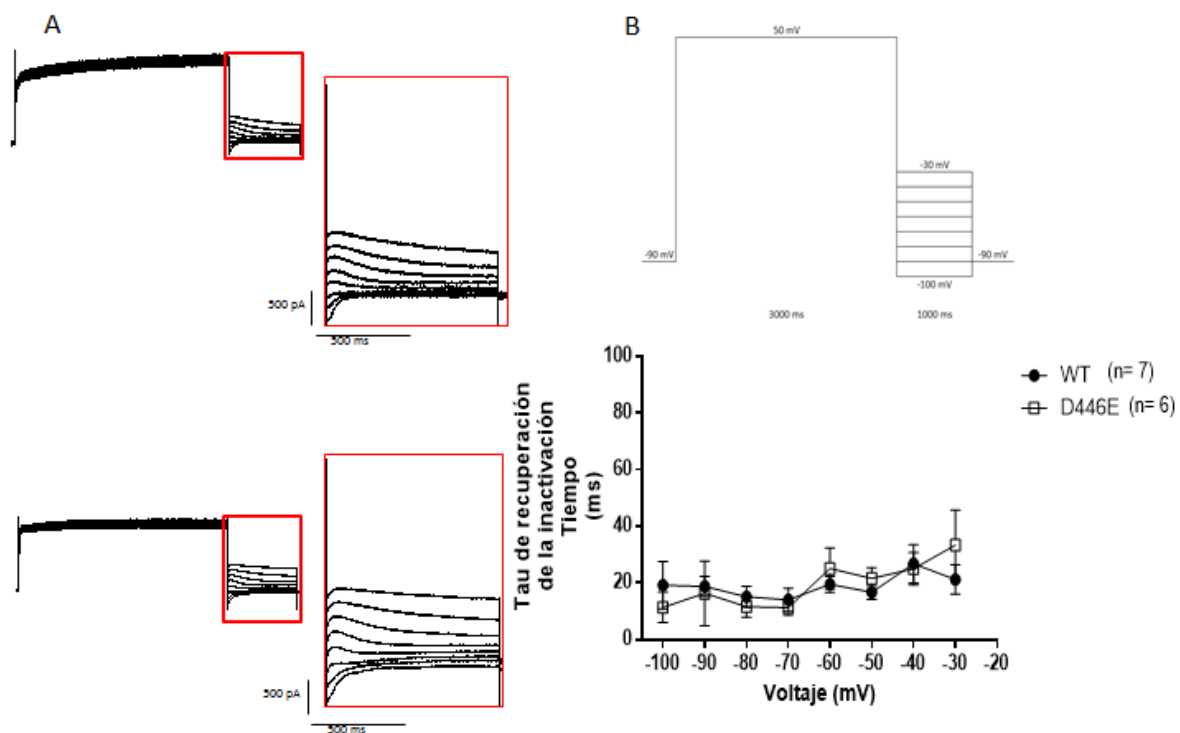 A
B
50 mV
-30 mV
-90 mV
-90 mV
-100 mV
3000 ms
1000 ms
500 pA
500 ms
500 pA
500 ms
Tau de recuperación
de la inactivación
Tiempo
(ms)
100
80
60
40
20
0
-100 -90 -80 -70 -60 -50 -40 -30 -20
Voltaje (mV)
WT (n= 7)
D446E (n= 6)